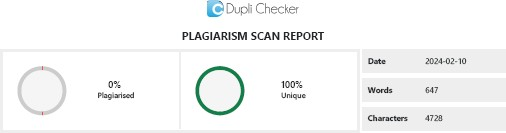 Dupli Checker
PLAGIARISM SCAN REPORT
0%
Plagiarised
100%
Unique
Date 2024-02-10
Words 647
Characters 4728